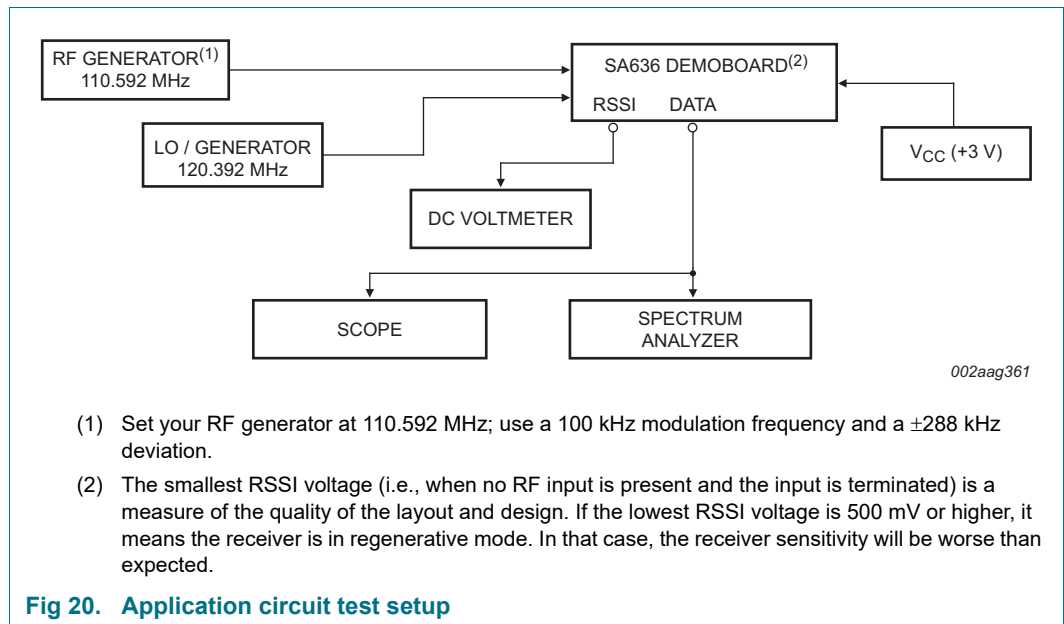 RF GENERATOR(1)
110.592 MHz
SA636 DEMOBOARD(2)
RSSI DATA
LO / GENERATOR
120.392 MHz
VCC (+3 V)
DC VOLTMETER
SCOPE
SPECTRUM
ANALYZER
002aag361
(1) Set your RF generator at 110.592 MHz; use a 100 kHz modulation frequency and a ±288 kHz
deviation.
(2) The smallest RSSI voltage (i.e., when no RF input is present and the input is terminated) is a
measure of the quality of the layout and design. If the lowest RSSI voltage is 500 mV or higher, it
means the receiver is in regenerative mode. In that case, the receiver sensitivity will be worse than
expected.
Fig 20. Application circuit test setup